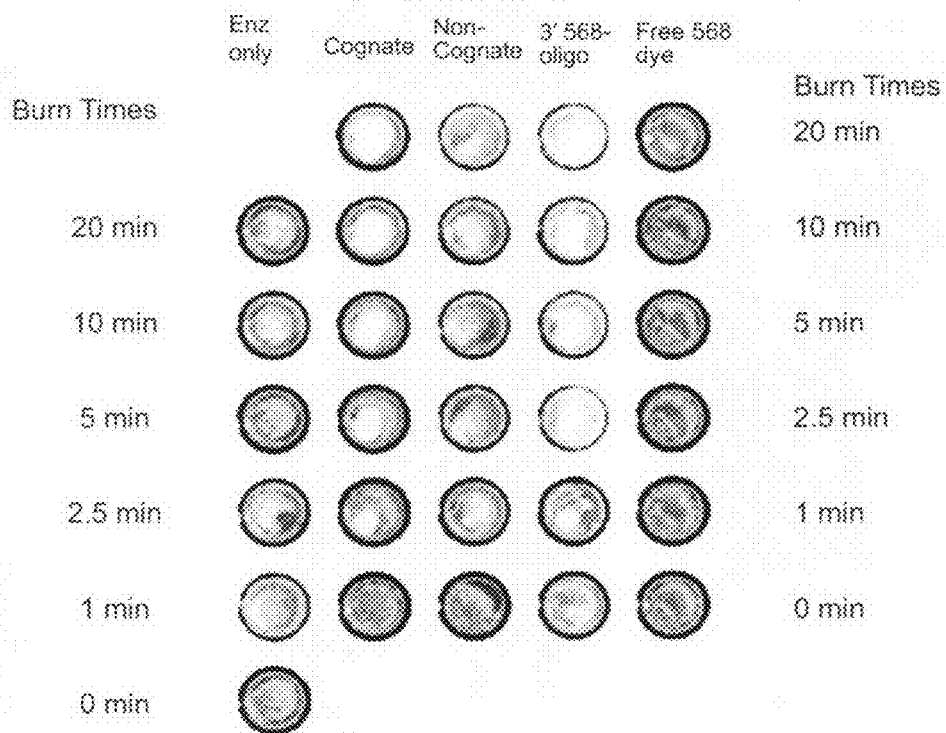 Enz only
Cognate
Non-Cognate
3' 568-oligo
Free 568 dye
Burn Times
Burn Times
20 min
20 min
10 min
10 min
5 min
5 min
2.5 min
2.5 min
1 min
1 min
0 min
0 min